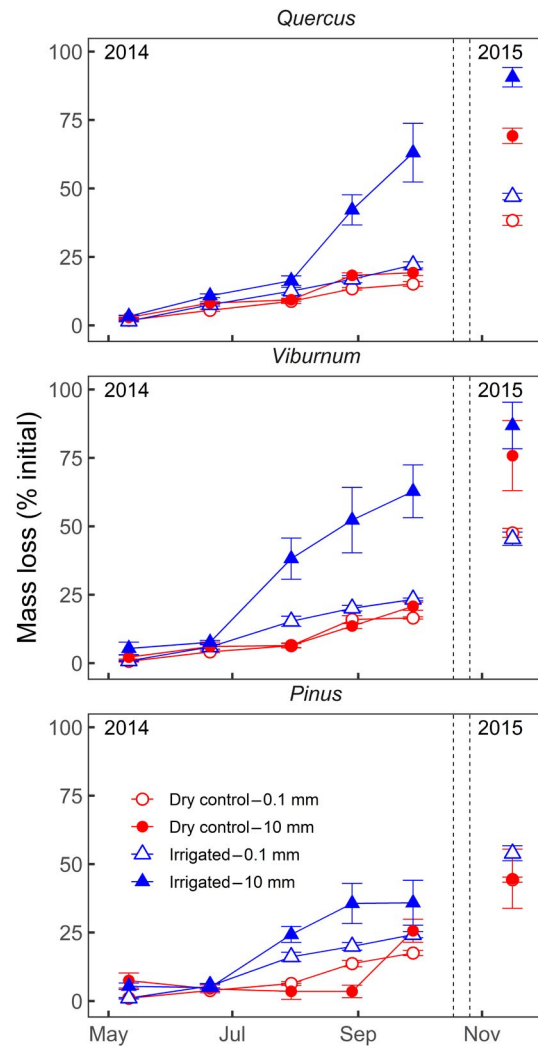 Quercus
2014
2015
100
75
50
25
0
Viburnum
2014
2015
100
75
50
25
0
Mass loss (% initial)
Pinus
2014
2015
100
75
50
25
0
Dry control–0.1 mm
Dry control–10 mm
Irrigated–0.1 mm
Irrigated–10 mm
May Jul Sep Nov